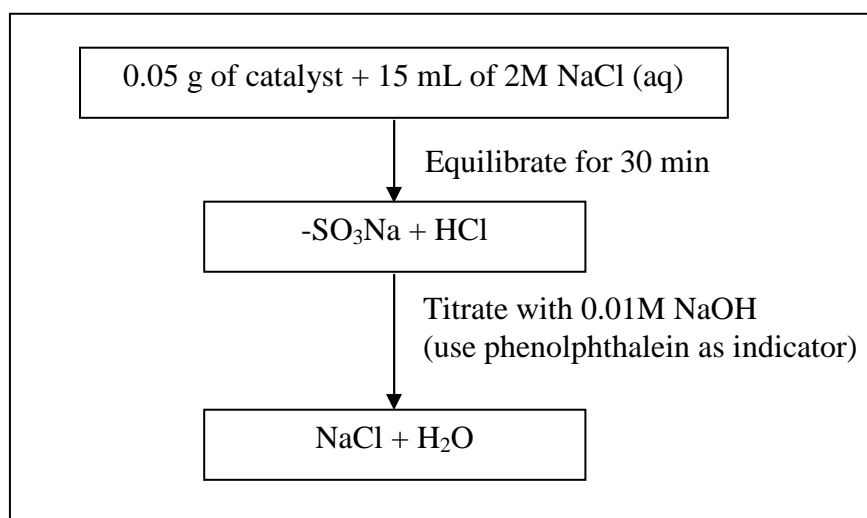 0.05 g of catalyst + 15 mL of 2M NaCl (aq)
Equilibrate for 30 min
-SO₃Na + HCl
Titrate with 0.01M NaOH
(use phenolphthalein as indicator)
NaCl + H₂O